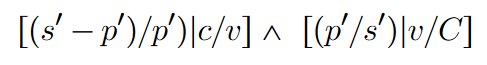 [(s′ − p′)/p′)|c/v] ∧ [(p′/s′)|v/C]